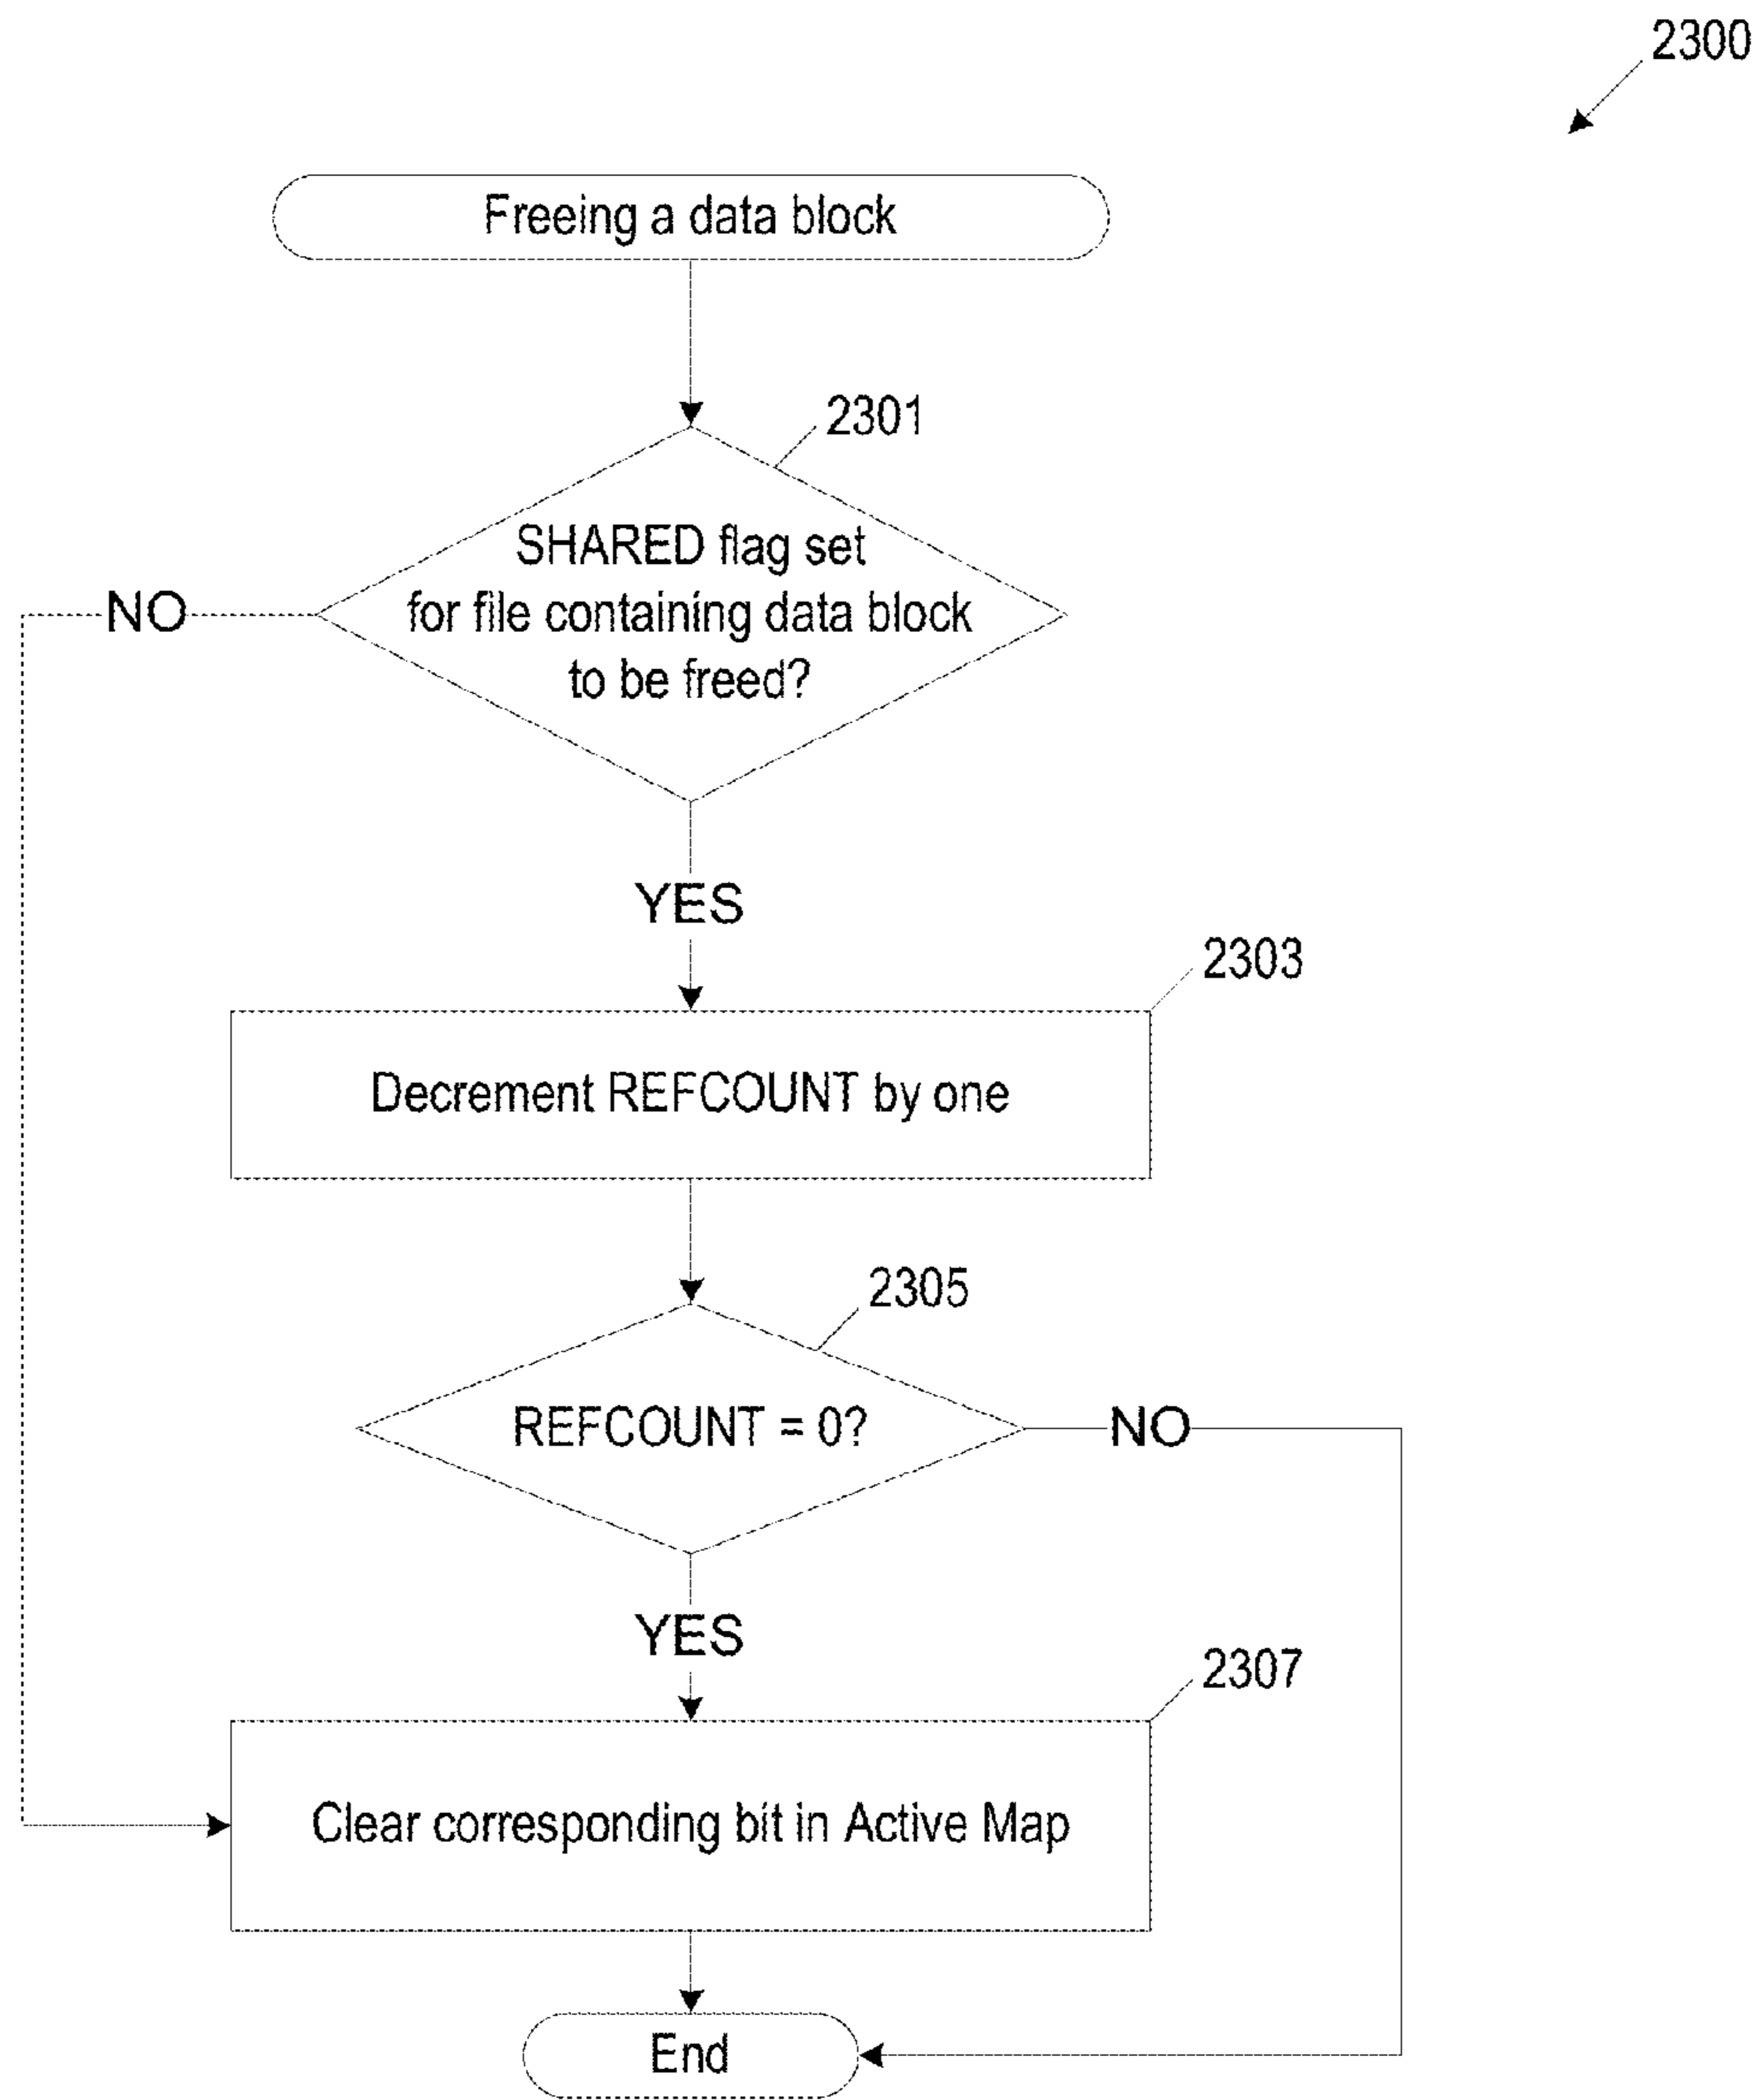 2300
Freeing a data block
2301
SHARED flag set
for file containing data block
to be freed?
NO
YES
2303
Decrement REFCOUNT by one
2305
REFCOUNT = 0?
NO
YES
2307
Clear corresponding bit in Active Map
End